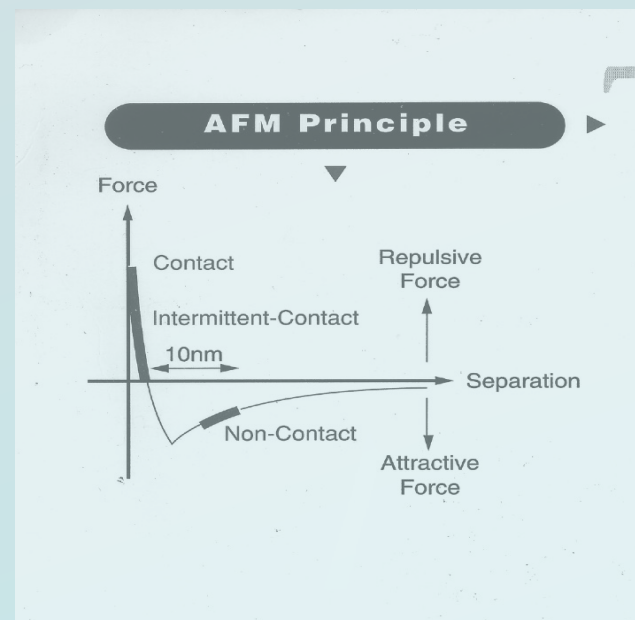 AFM Principle
Force
Contact
Repulsive
Force
Intermittent-Contact
10nm
Separation
Non-Contact
Attractive
Force